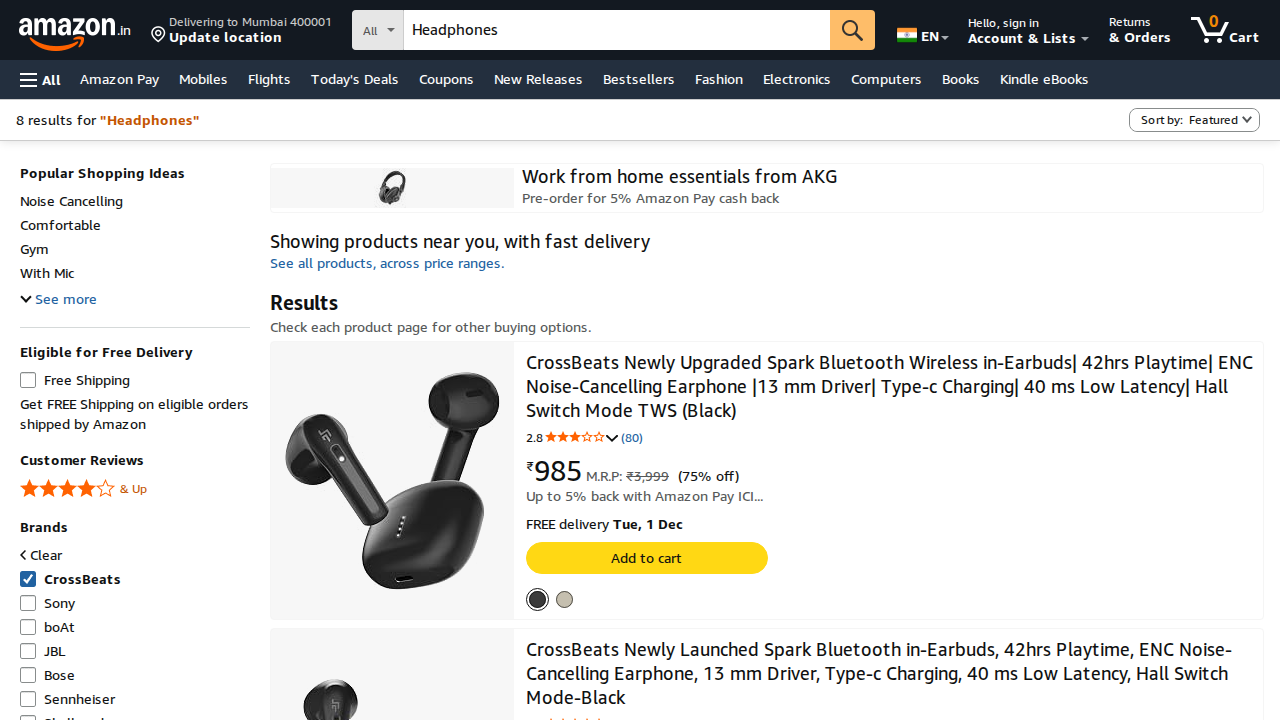 amazon.in
Delivering to Mumbai 400001
Update location
All
Headphones
EN
Hello, sign in
Account & Lists
Returns
& Orders
0
Cart
All
Amazon Pay
Mobiles
Flights
Today's Deals
Coupons
New Releases
Bestsellers
Fashion
Electronics
Computers
Books
Kindle eBooks
8 results for "Headphones"
Sort by: Featured
Popular Shopping Ideas
Noise Cancelling
Comfortable
Gym
With Mic
See more
Eligible for Free Delivery
Free Shipping
Get FREE Shipping on eligible orders
shipped by Amazon
Customer Reviews
& Up
Brands
Clear
CrossBeats
Sony
boAt
JBL
Bose
Sennheiser
Work from home essentials from AKG
Pre-order for 5% Amazon Pay cash back
Showing products near you, with fast delivery
See all products, across price ranges.
Results
Check each product page for other buying options.
CrossBeats Newly Upgraded Spark Bluetooth Wireless in-Earbuds| 42hrs Playtime| ENC
Noise-Cancelling Earphone |13 mm Driver| Type-c Charging| 40 ms Low Latency| Hall
Switch Mode TWS (Black)
2.8 (80)
₹985 M.R.P: ₹3,999 (75% off)
Up to 5% back with Amazon Pay ICI…
FREE delivery Tue, 1 Dec
Add to cart
CrossBeats Newly Launched Spark Bluetooth in-Earbuds, 42hrs Playtime, ENC Noise-
Cancelling Earphone, 13 mm Driver, Type-c Charging, 40 ms Low Latency, Hall Switch
Mode-Black